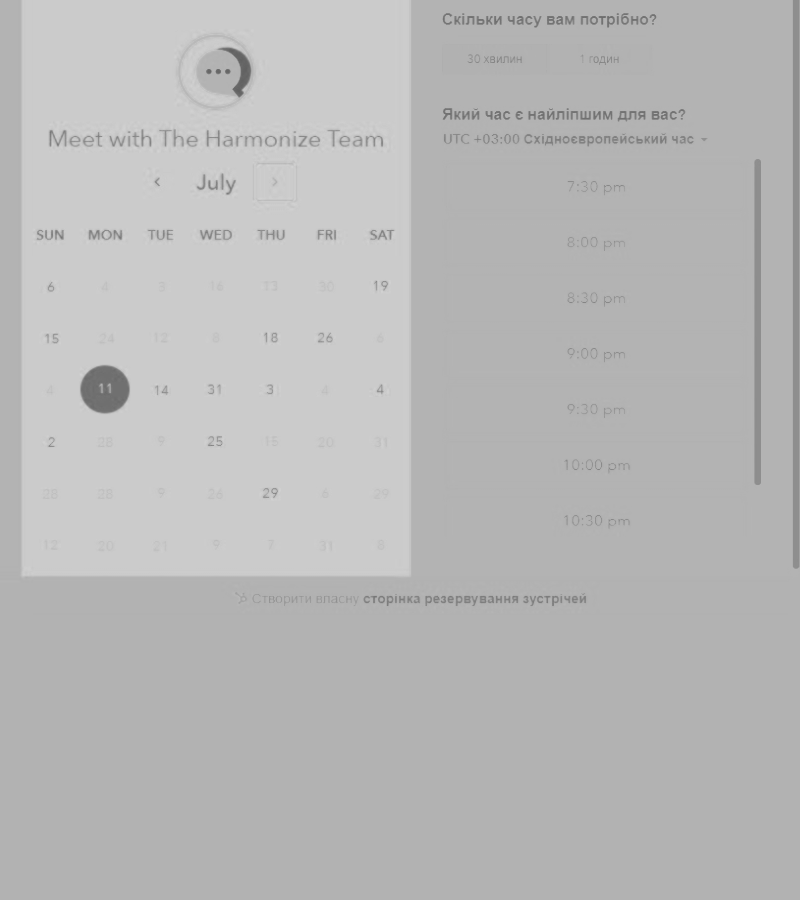 Meet with The Harmonize Team
July
SUN MON TUE WED THU FRI SAT
6 4 3 30 19
15 24 12 18 26 6
4 11 14 31 3 4 4
2 28 9 25 15 20 31
28 28 9 26 29 4 29
12 20 21 9 7 31 8
Скільки часу вам потрібно?
30 хвилин 1 годин
Який час є найліпшим для вас?
UTC +03:00 Східноєвропейський час
7:30 pm
8:00 pm
8:30 pm
9:00 pm
9:30 pm
10:00 pm
10:30 pm
Створити власну сторінка резервування зустрічей